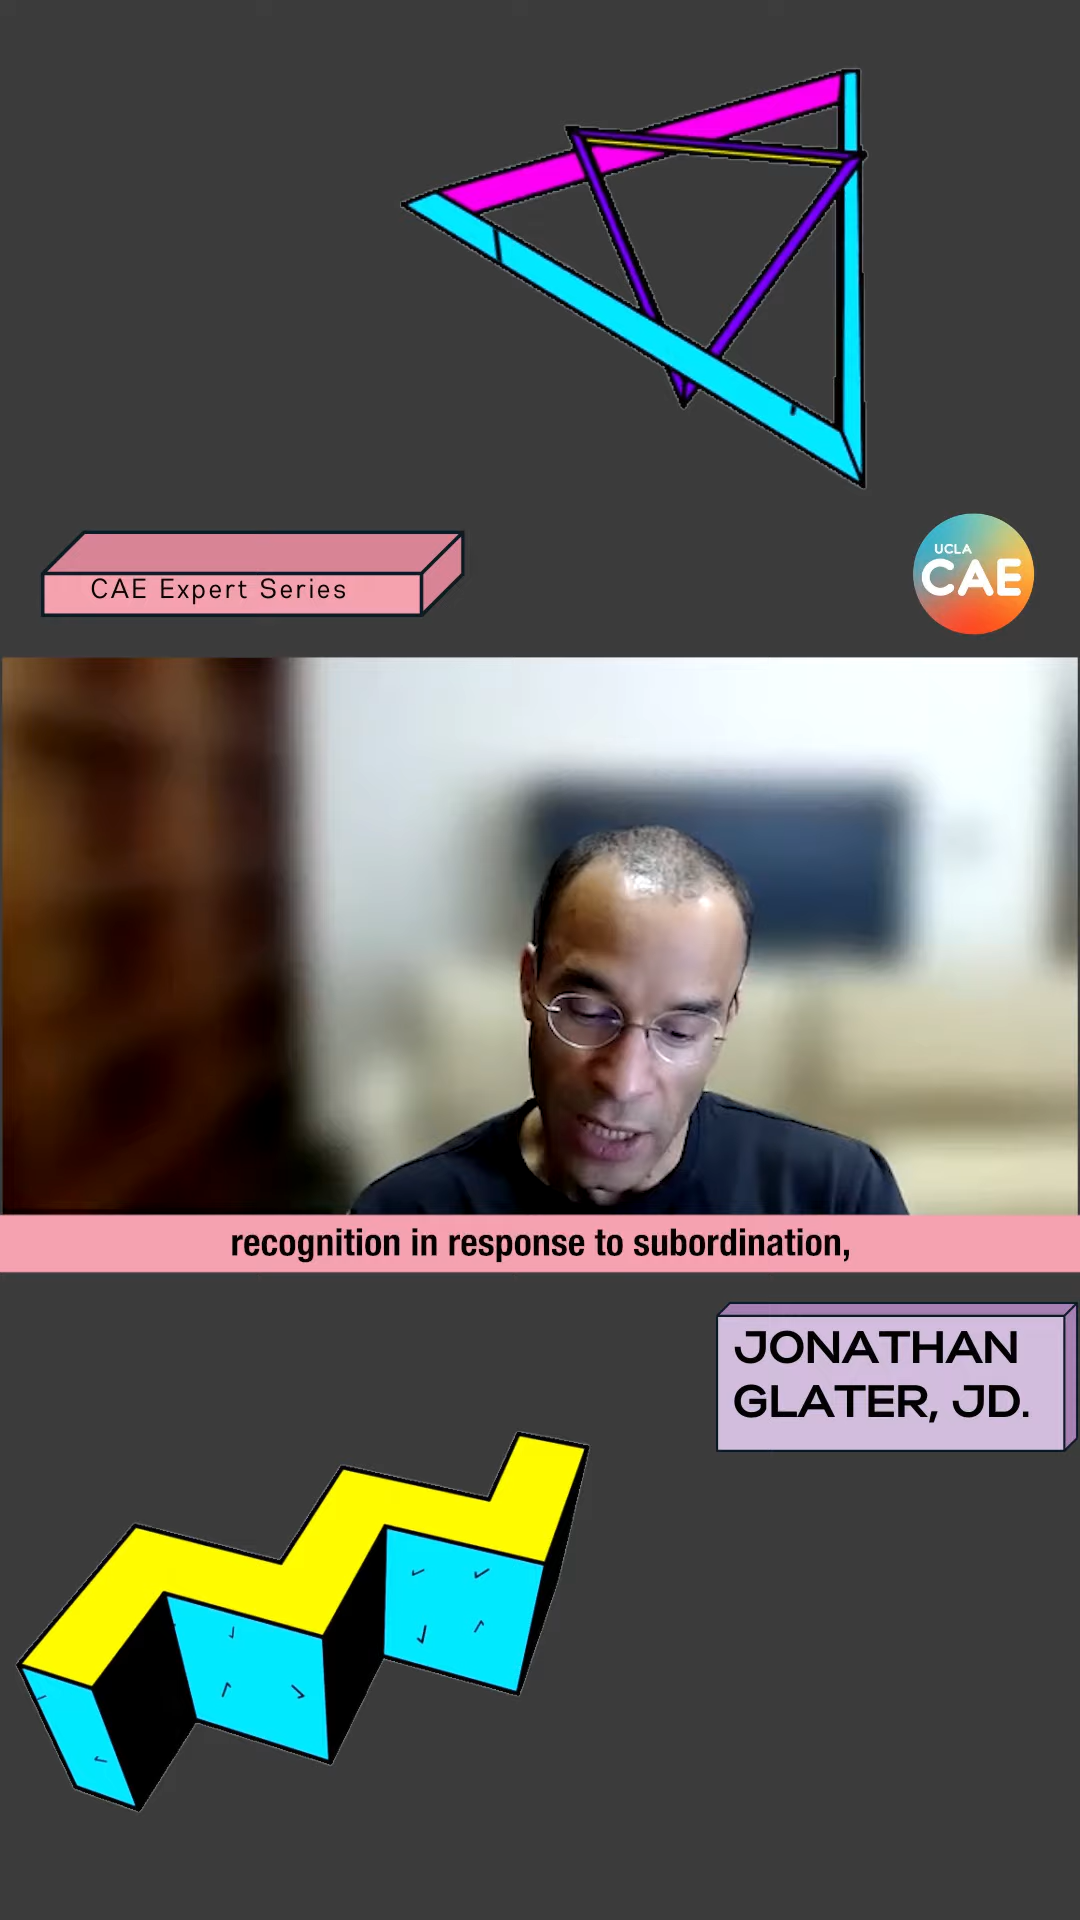 CAE Expert Series
UCLA
CAE
recognition in response to subordination,
JONATHAN
GLATER, JD.